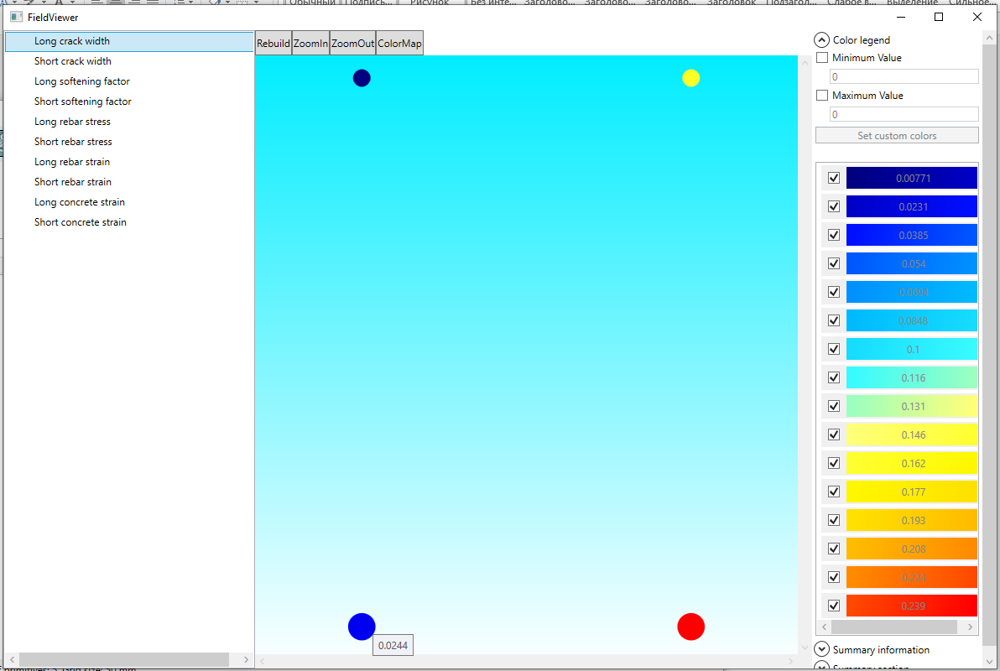 Обычный
Подпись...
Рисунок
Без инте...
Заголово...
Заголово...
Заголово...
Заголовок
Подзагол...
Слабое в...
Выделение
Сильное...
FieldViewer
Long crack width
Short crack width
Long softening factor
Short softening factor
Long rebar stress
Short rebar stress
Long rebar strain
Short rebar strain
Long concrete strain
Short concrete strain
Rebuild ZoomIn ZoomOut ColorMap
0.0244
Color legend
Minimum Value
0
Maximum Value
0
Set custom colors
0.00771
0.0231
0.0385
0.054
0.0694
0.0848
0.1
0.116
0.131
0.146
0.162
0.177
0.193
0.208
0.224
0.239
Summary information
Summary section